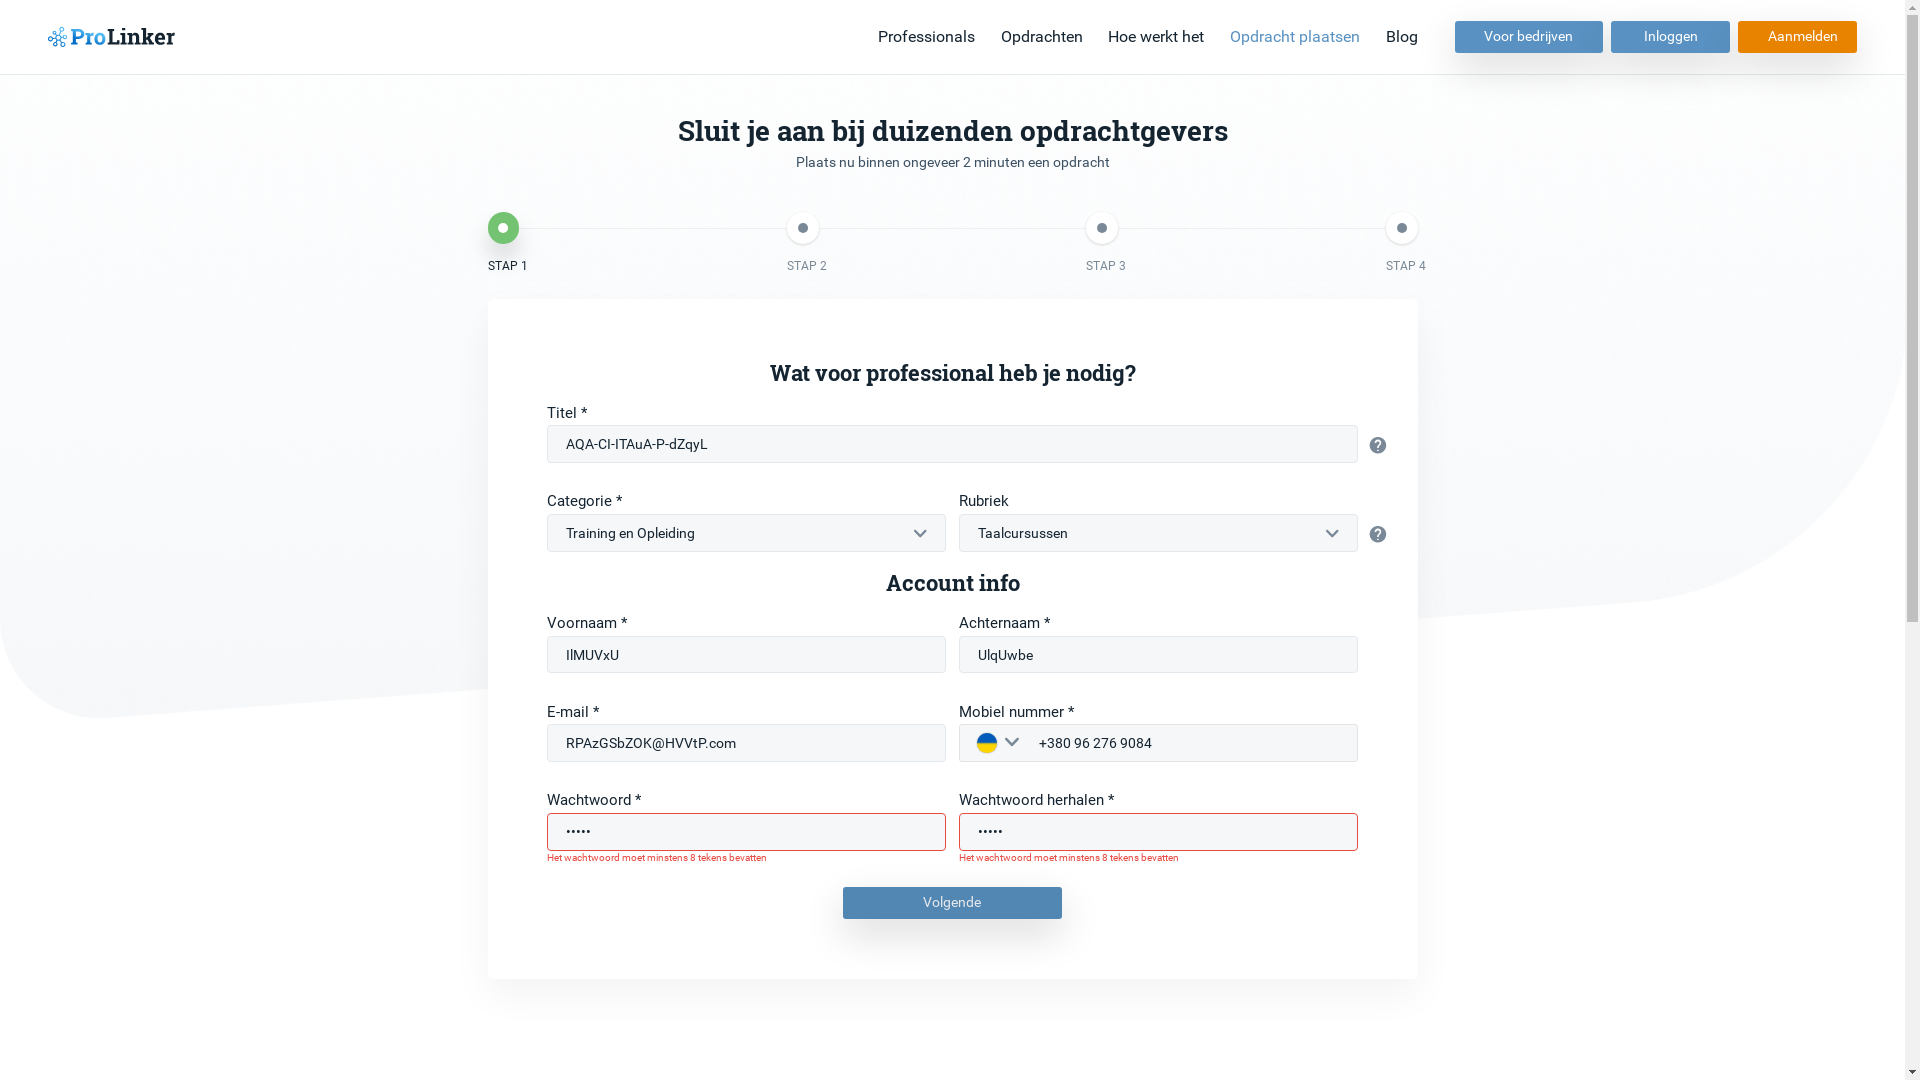 ProLinker
Professionals Opdrachten Hoe werkt het Opdracht plaatsen Blog Voor bedrijven Inloggen Aanmelden
Sluit je aan bij duizenden opdrachtgevers
Plaats nu binnen ongeveer 2 minuten een opdracht
STAP 1 STAP 2 STAP 3 STAP 4
Wat voor professional heb je nodig?
Titel *
AQA-CI-ITAuA-P-dZqyL
Categorie * Rubriek
Training en Opleiding Taalcursussen
Account info
Voornaam * Achternaam *
IlMUVxU UlqUwbe
E-mail * Mobiel nummer *
RPAzGSbZOK@HVVtP.com +380 96 276 9084
Wachtwoord * Wachtwoord herhalen *
••••• •••••
Het wachtwoord moet minstens 8 tekens bevatten Het wachtwoord moet minstens 8 tekens bevatten
Volgende